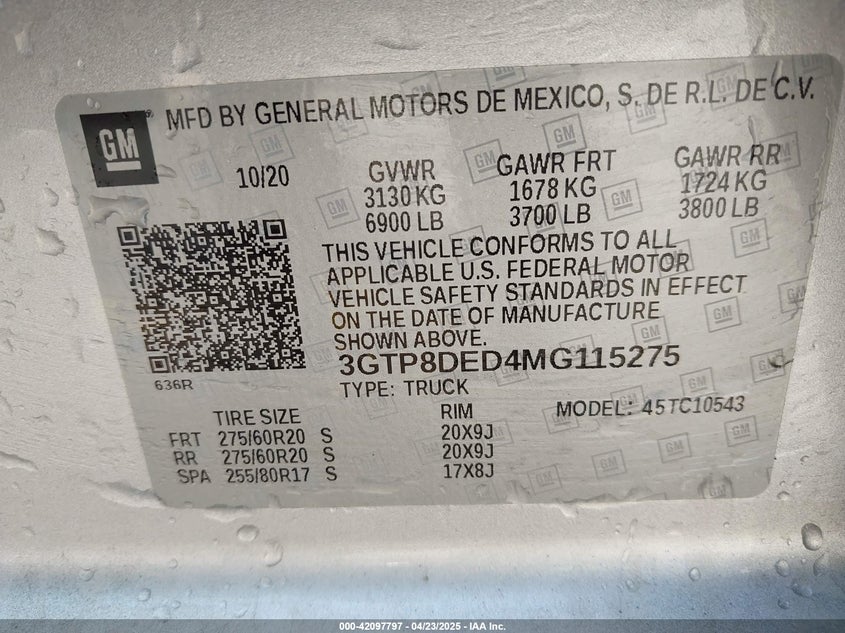 GM
MFD BY GENERAL MOTORS DE MEXICO, S. DE R.L. DE C.V.
10/20
GVWR GAWR FRT GAWR RR
3130 KG 1678 KG 1724 KG
6900 LB 3700 LB 3800 LB
THIS VEHICLE CONFORMS TO ALL
APPLICABLE U.S. FEDERAL MOTOR
VEHICLE SAFETY STANDARDS IN EFFECT
ON THE DATE OF MANUFACTURE
SHOWN ABOVE.
3GTP8DED4MG115275
636R
TYPE: TRUCK
MODEL: 45TC10543
TIRE SIZE RIM
FRT 275/60R20 S 20X9J
RR 275/60R20 S 20X9J
SPA 255/80R17 S 17X8J
000-42097797 - 04/23/2025 - IAA Inc.